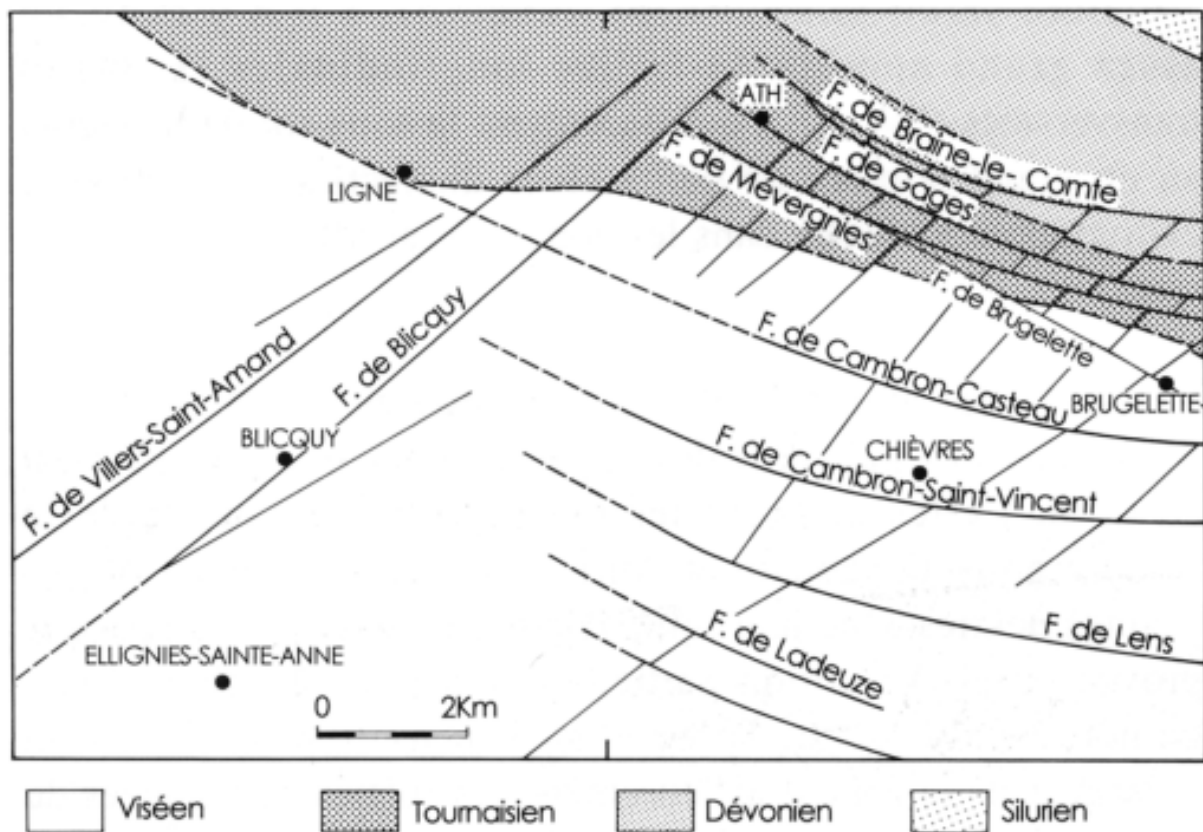 ATH
F. de Braine-le-Comte
F. de Gages
F. de Mévergnies
LIGNE
F. de Brugelette
F. de Villers-Saint-Amand
F. de Blicquy
F. de Cambron-Casteau
BRUGELETTE
BLICQUY
CHIÈVRES
F. de Cambron-Saint-Vincent
F. de Lens
F. de Ladeuze
ELLIGNIES-SAINTE-ANNE
0 2Km
Viséen Tournaisien Dévonien Silurien